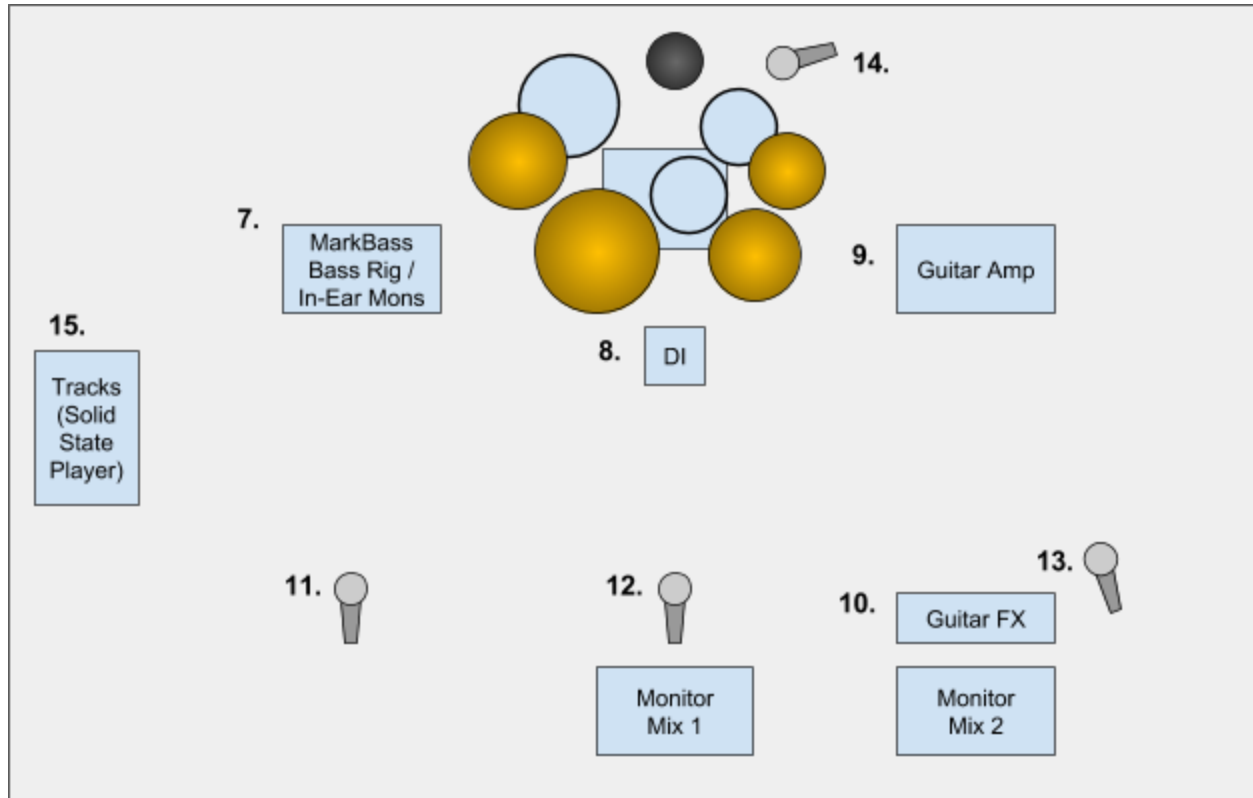 14.
7.
MarkBass
Bass Rig /
In-Ear Mons
9.
Guitar Amp
15.
Tracks
(Solid
State
Player)
8.
DI
11.
12.
13.
10.
Guitar FX
Monitor
Mix 1
Monitor
Mix 2